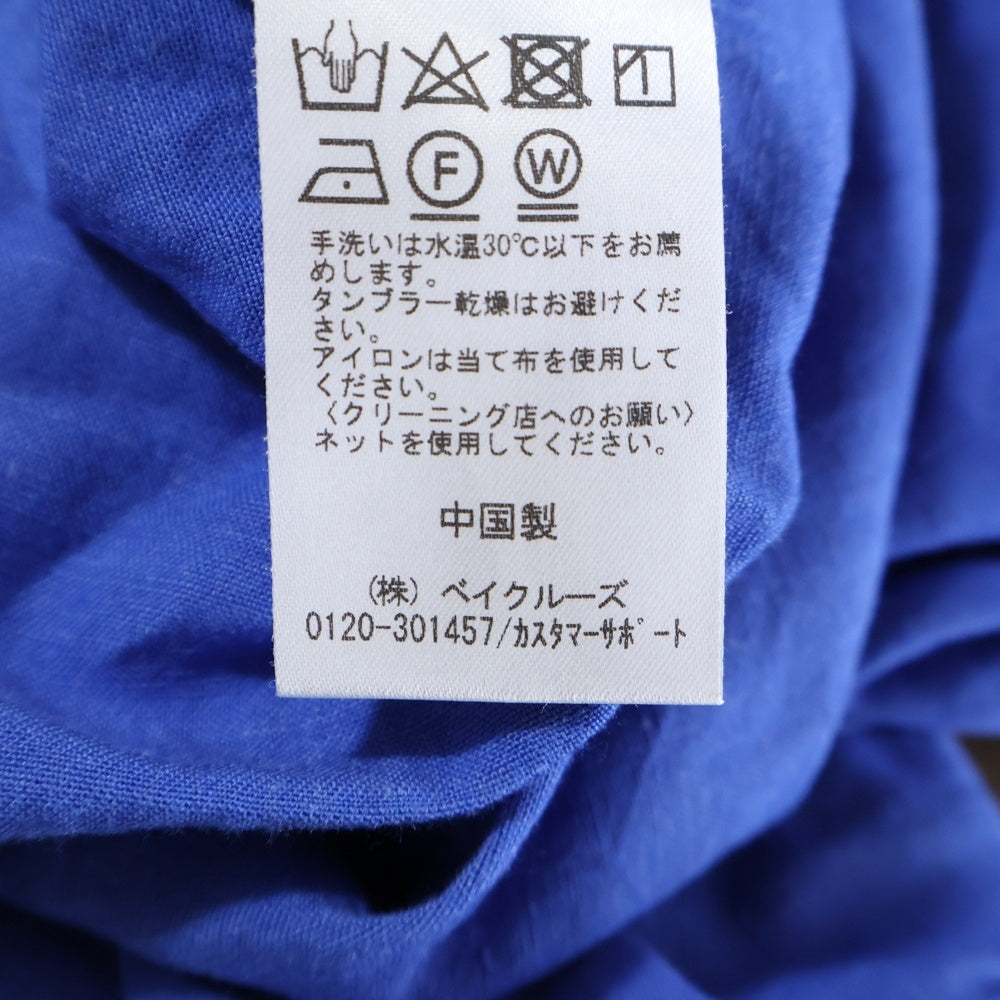 F W
手洗いは水温30℃以下をお薦
めします。
タンブラー乾燥はお避けくだ
さい。
アイロンは当て布を使用して
ください。
〈クリーニング店へのお願い〉
ネットを使用してください。
中国製
(株) ベイクルーズ
0120-301457/ｶｽﾀﾏｰｻﾎﾟｰﾄ